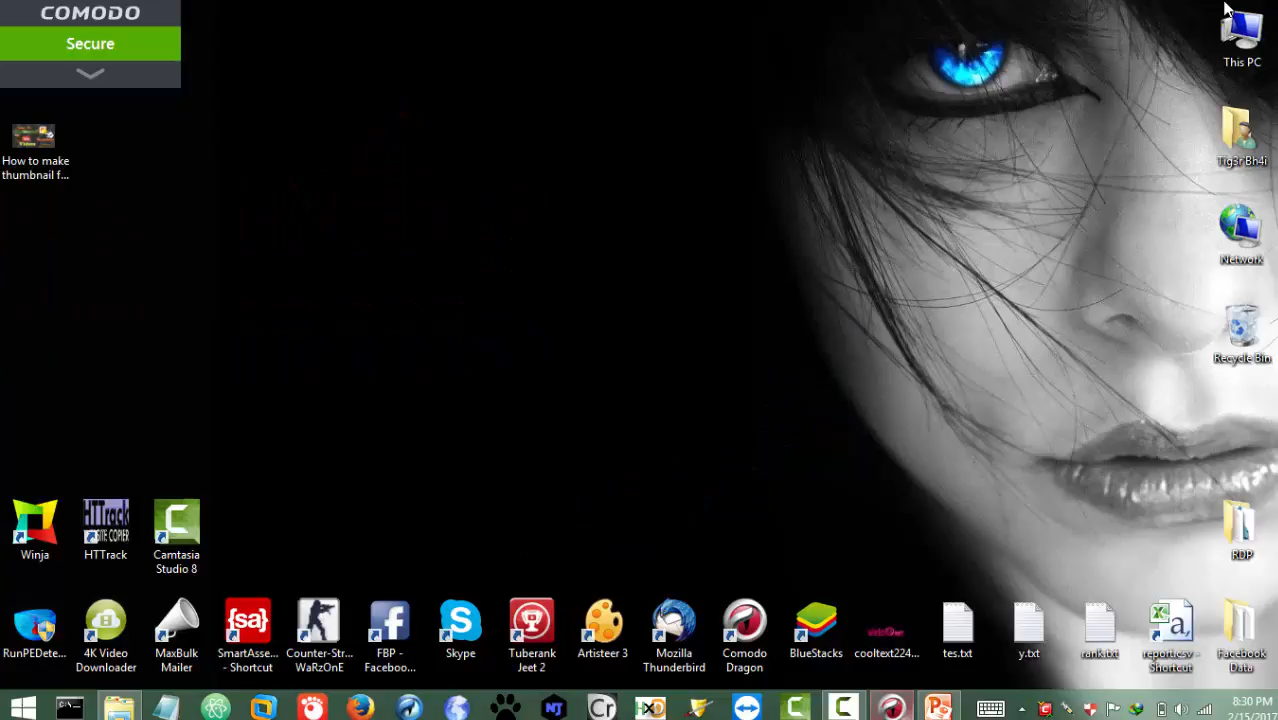 COMODO
Secure
How to make
thumbnail f...
This PC
Tig3r Bh4i
Network
Recycle Bin
Winja
HTTrack
Camtasia
Studio 8
RDP
RunPEDete...
4K Video
Downloader
MaxBulk
Mailer
SmartAsse...
- Shortcut
Counter-Str...
WaRzOnE
FBP -
Faceboo...
Skype
Tuberank
Jeet 2
Artisteer 3
Mozilla
Thunderbird
Comodo
Dragon
BlueStacks
cooltext224...
tes.txt
y.txt
rank.txt
report.csv -
Shortcut
Facebook
Data
8:30 PM